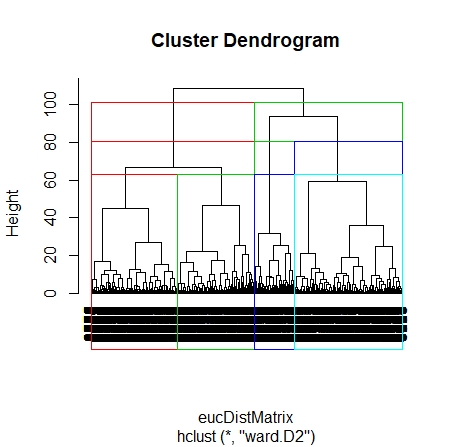 Cluster Dendrogram
Height
100
80
60
40
20
0
eucDistMatrix
hclust (*, "ward.D2")